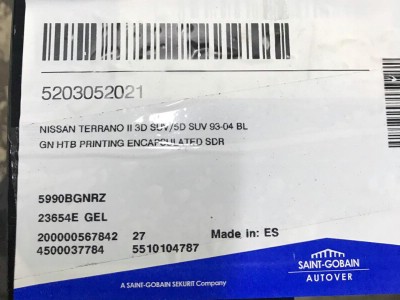 5203052021
NISSAN TERRANO II 3D SUV/5D SUV 93-04 BL
GN HTB PRINTING ENCAPSULATED SDR
5990BGNRZ
23654E GEL
200000567842 27 Made in: ES
4500037784 5510104787
SAINT-GOBAIN
AUTOVER
A SAINT-GOBAIN SEKURIT Company